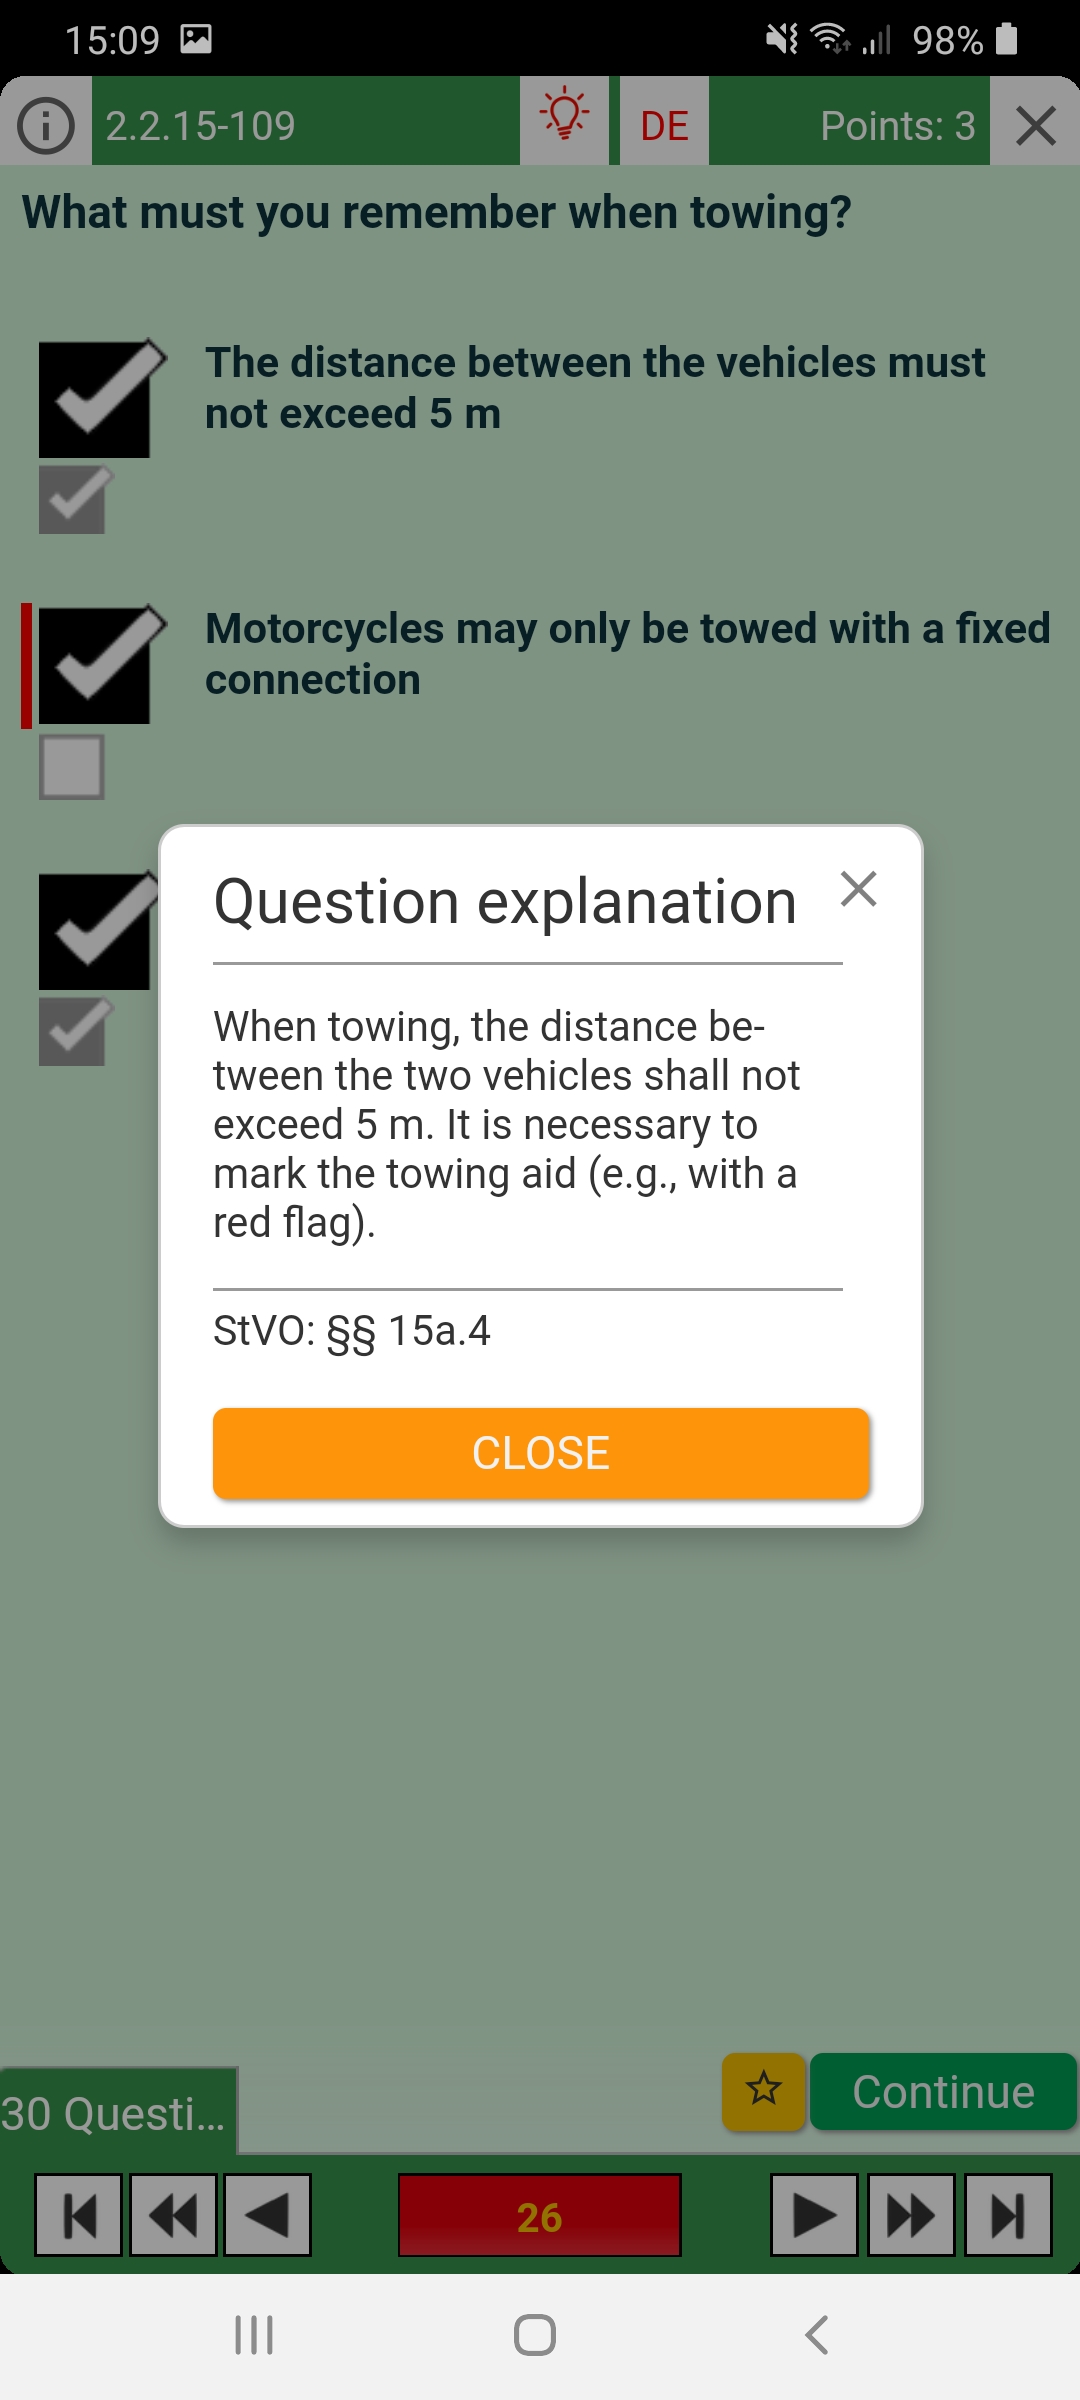 15:09
98%
2.2.15-109
DE
Points: 3
What must you remember when towing?
The distance between the vehicles must
not exceed 5 m
Motorcycles may only be towed with a fixed
connection
Question explanation
When towing, the distance be-
tween the two vehicles shall not
exceed 5 m. It is necessary to
mark the towing aid (e.g., with a
red flag).
StVO: §§ 15a.4
CLOSE
Continue
30 Questi...
26